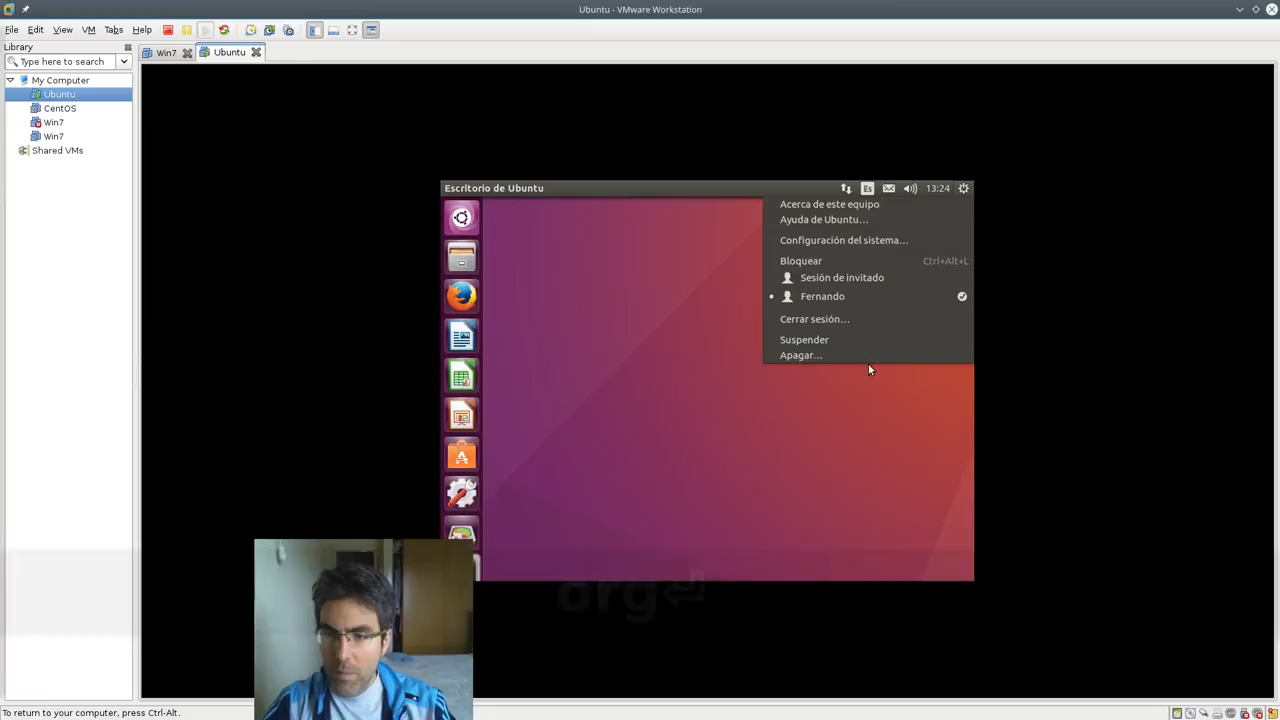 Ubuntu - VMware Workstation
File Edit View VM Tabs Help
Library
Type here to search
Win7
Ubuntu
My Computer
Ubuntu
CentOS
Win7
Win7
Shared VMs
Escritorio de Ubuntu
Es
13:24
Acerca de este equipo
Ayuda de Ubuntu...
Configuración del sistema...
Bloquear Ctrl+Alt+L
Sesión de invitado
Fernando
Cerrar sesión...
Suspender
Apagar...
org⏎
To return to your computer, press Ctrl-Alt.